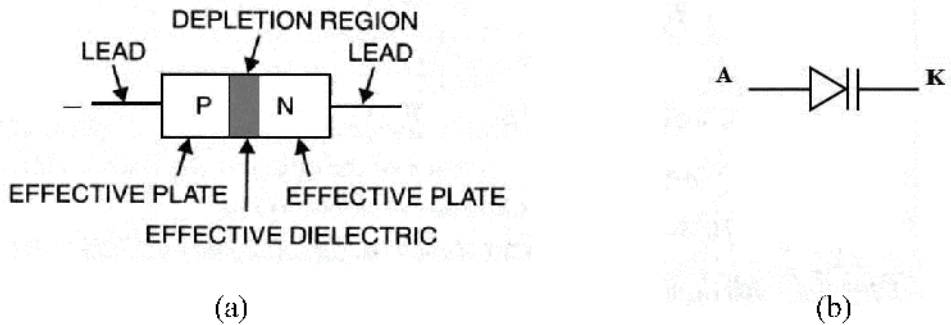 DEPLETION REGION
LEAD
LEAD
P
N
EFFECTIVE PLATE
EFFECTIVE PLATE
EFFECTIVE DIELECTRIC
(a)
A
K
(b)